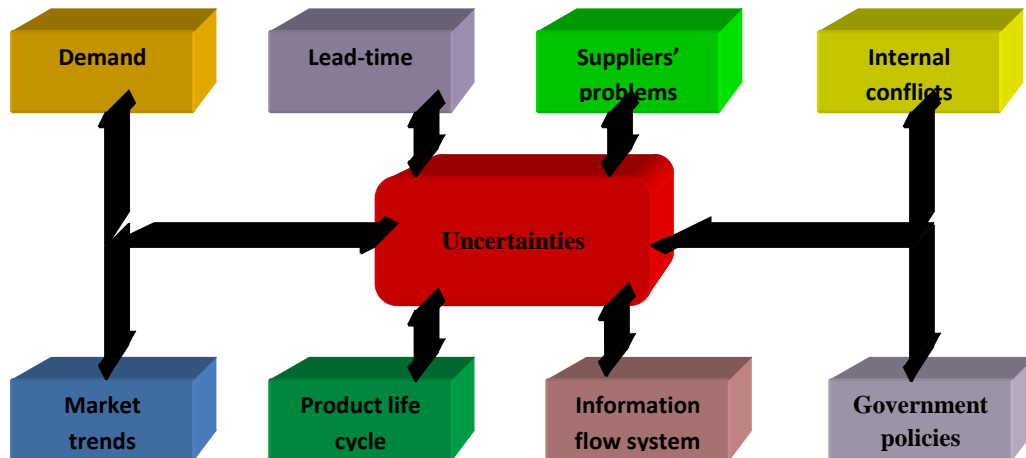 Demand
Lead-time
Suppliers’
problems
Internal
conflicts
Uncertainties
Market
trends
Product life
cycle
Information
flow system
Government
policies